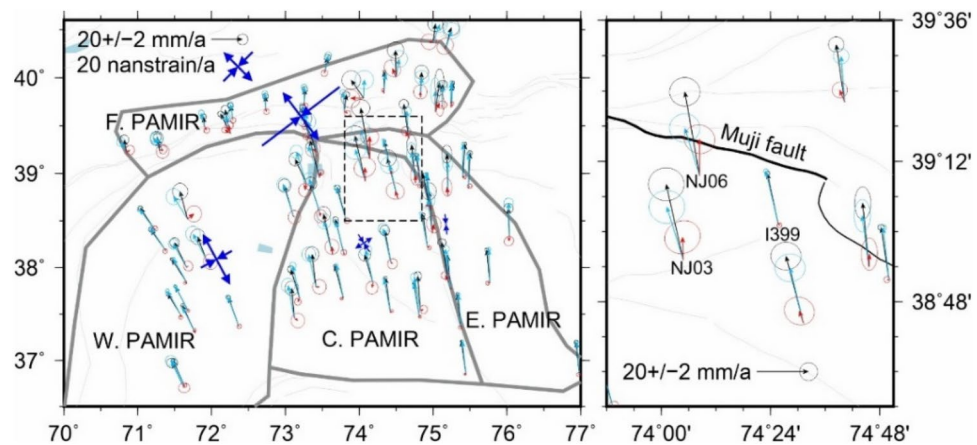 20+/−2 mm/a
20 nanstrain/a
40°
39°
38°
37°
F. PAMIR
W. PAMIR
C. PAMIR
E. PAMIR
70° 71° 72° 73° 74° 75° 76° 77°
39°36'
39°12'
38°48'
Muji fault
NJ06
NJ03
I399
20+/−2 mm/a
74°00' 74°24' 74°48'